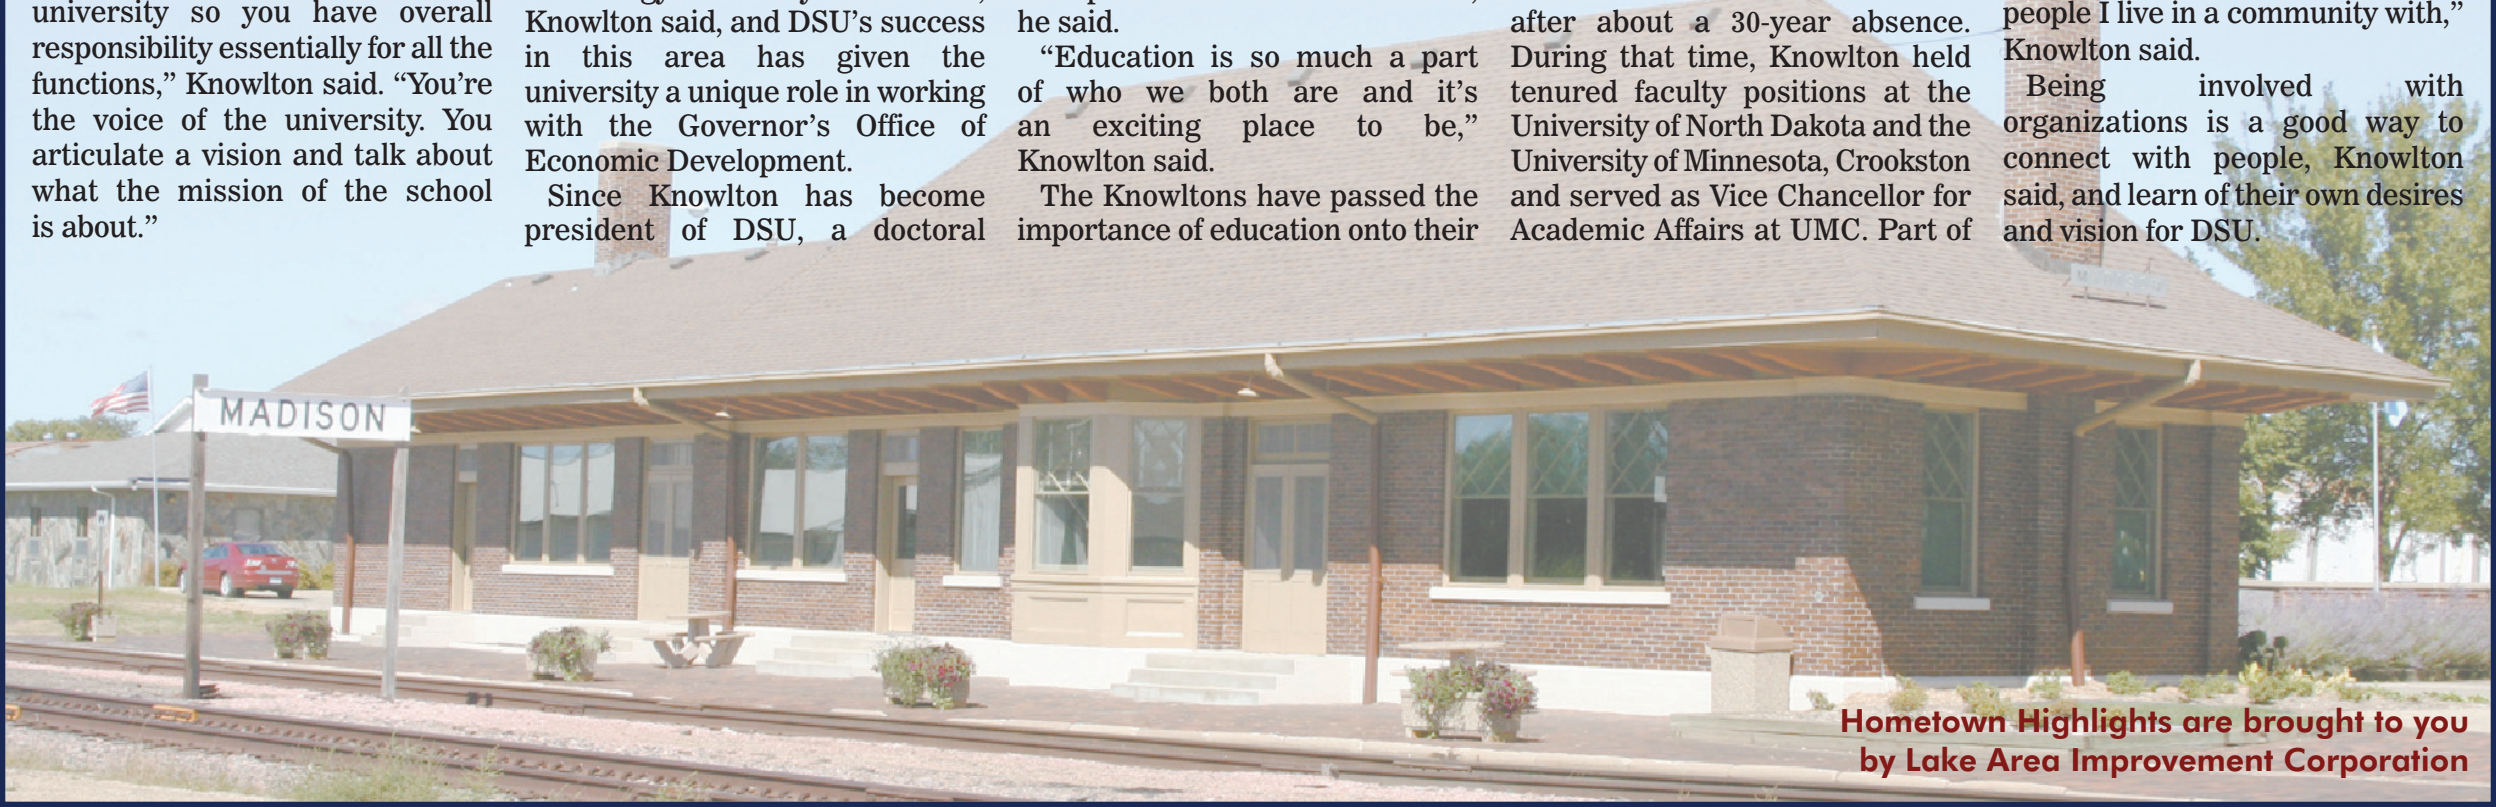 university so you have overall
responsibility essentially for all the
functions,” Knowlton said. “You’re
the voice of the university. You
articulate a vision and talk about
what the mission of the school
is about.”
Knowlton said, and DSU’s success
in this area has given the
university a unique role in working
with the Governor’s Office of
Economic Development.
Since Knowlton has become
president of DSU, a doctoral
he said.
“Education is so much a part
of who we both are and it’s
an exciting place to be,”
Knowlton said.
The Knowltons have passed the
importance of education onto their
after about a 30-year absence.
During that time, Knowlton held
tenured faculty positions at the
University of North Dakota and the
University of Minnesota, Crookston
and served as Vice Chancellor for
Academic Affairs at UMC. Part of
people I live in a community with,”
Knowlton said.
Being involved with
organizations is a good way to
connect with people, Knowlton
said, and learn of their own desires
and vision for DSU.
MADISON
Hometown Highlights are brought to you
by Lake Area Improvement Corporation